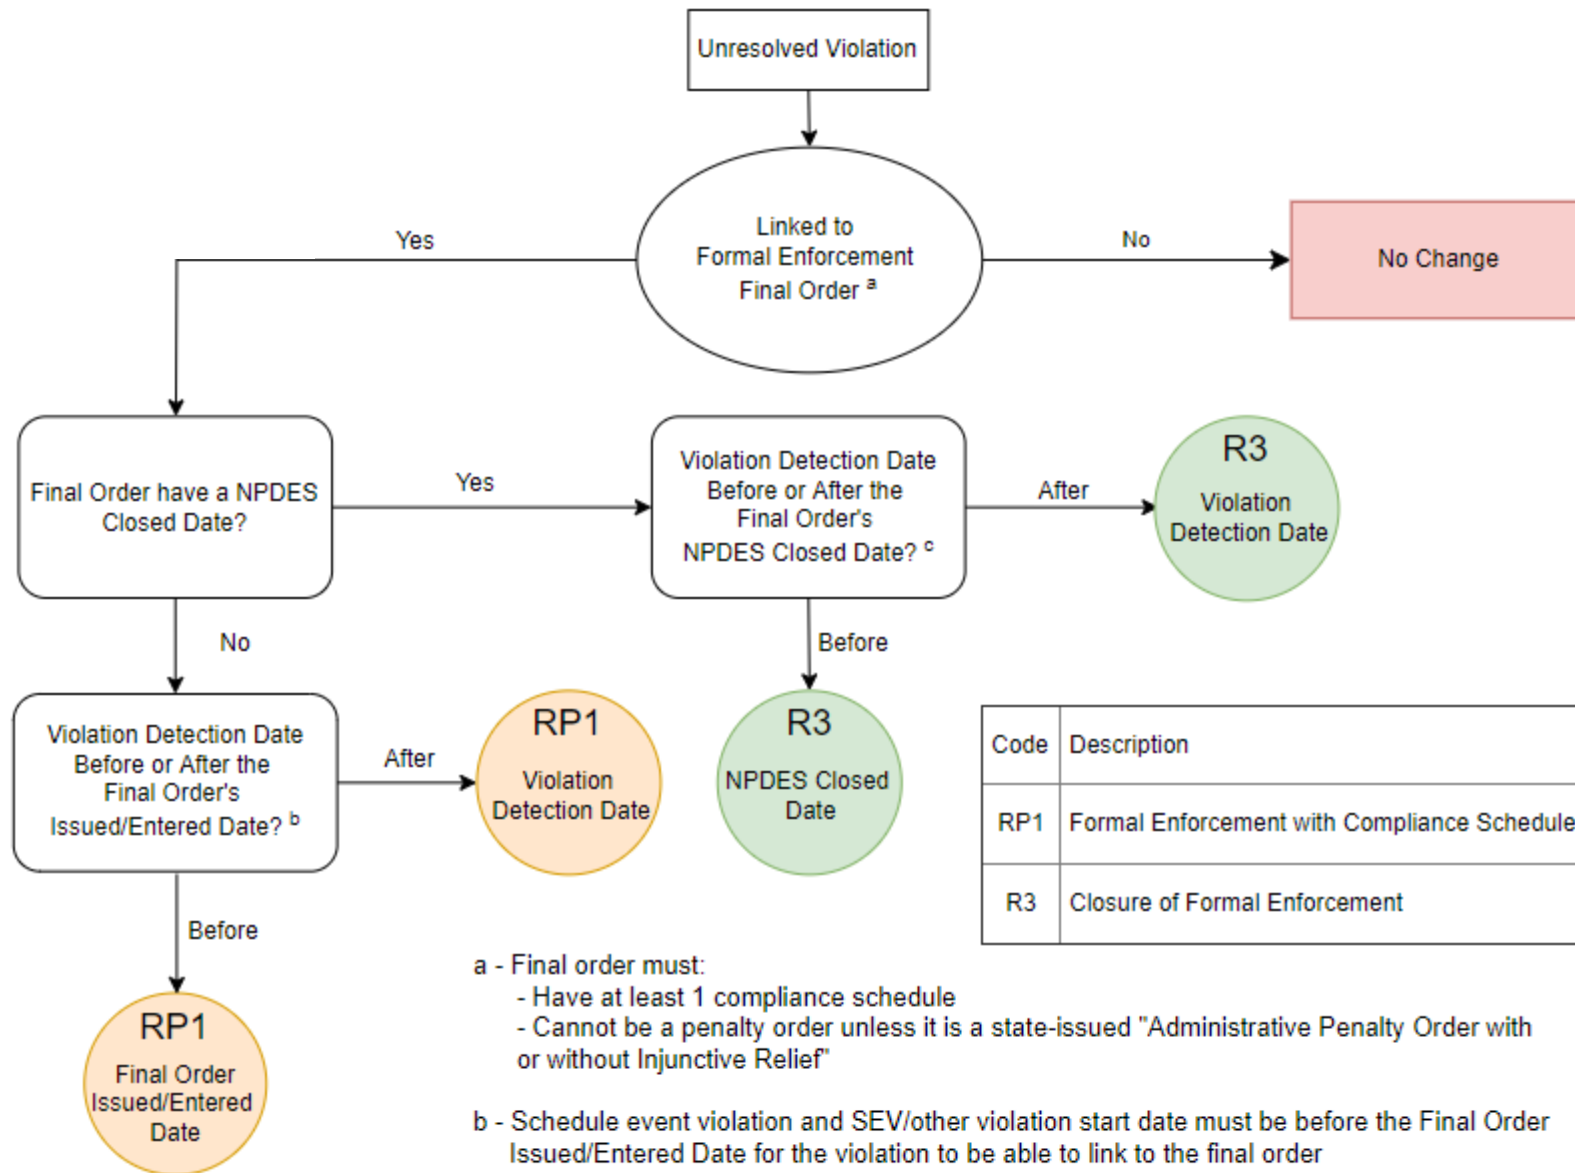 Unresolved Violation
Linked to
Formal Enforcement
Final Order a
Yes
No
No Change
Final Order have a NPDES
Closed Date?
Yes
Violation Detection Date
Before or After the
Final Order's
NPDES Closed Date? c
After
R3
Violation
Detection Date
No
Before
Violation Detection Date
Before or After the
Final Order's
Issued/Entered Date? b
After
RP1
Violation
Detection Date
R3
NPDES Closed
Date
Code Description
RP1 Formal Enforcement with Compliance Schedule
R3 Closure of Formal Enforcement
Before
RP1
Final Order
Issued/Entered
Date
a - Final order must:
- Have at least 1 compliance schedule
- Cannot be a penalty order unless it is a state-issued "Administrative Penalty Order with
or without Injunctive Relief"
b - Schedule event violation and SEV/other violation start date must be before the Final Order
Issued/Entered Date for the violation to be able to link to the final order